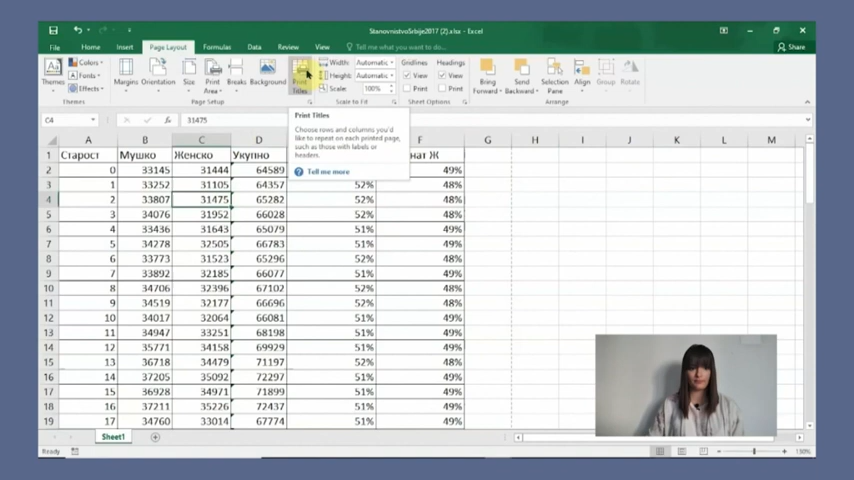 StanovnistvoSrbije2017 (2).xlsx - Excel
File Home Insert Page Layout Formulas Data Review View Tell me what you want to do... Share
Colors Width: Automatic Gridlines Headings
Themes Fonts Margins Orientation Size Print Area Breaks Background Print Titles Height: Automatic View View Bring Forward Send Backward Selection Pane Align Group Rotate
Effects Scale: 100% Print Print
Themes Page Setup Scale to Fit Sheet Options Arrange
C4 fx 31475
Print Titles
Choose rows and columns you'd
like to repeat on each printed page,
such as those with labels or
headers.
Tell me more
A B C D F G H I J K L M
1 Старост Мушко Женско Укупно нат Ж
2 0 33145 31444 64589 49%
3 1 33252 31105 64357 52% 48%
4 2 33807 31475 65282 52% 48%
5 3 34076 31952 66028 52% 48%
6 4 33436 31643 65079 51% 49%
7 5 34278 32505 66783 51% 49%
8 6 33773 31523 65296 52% 48%
9 7 33892 32185 66077 51% 49%
10 8 34706 32396 67102 52% 48%
11 9 34519 32177 66696 52% 48%
12 10 34017 32064 66081 51% 49%
13 11 34947 33251 68198 51% 49%
14 12 35771 34158 69929 51% 49%
15 13 36718 34479 71197 52% 48%
16 14 37205 35092 72297 51% 49%
17 15 36928 34971 71899 51% 49%
18 16 37211 35226 72437 51% 49%
19 17 34760 33014 67774 51% 49%
Sheet1
Ready 130%